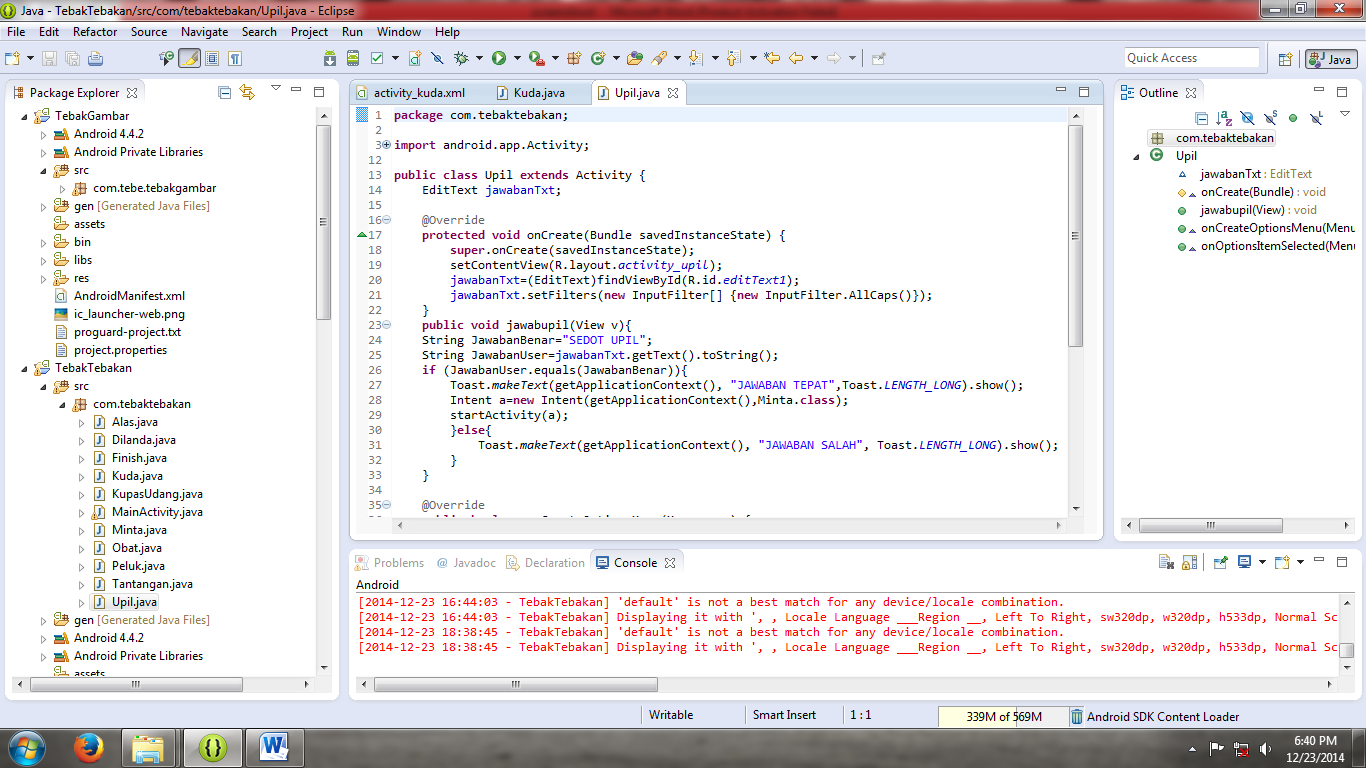 Java - TebakTebakan/src/com/tebaktebakan/Upil.java - Eclipse
File Edit Refactor Source Navigate Search Project Run Window Help
Quick Access
Java
Package Explorer
TebakGambar
Android 4.4.2
Android Private Libraries
src
com.tebe.tebakgambar
gen [Generated Java Files]
assets
bin
libs
res
AndroidManifest.xml
ic_launcher-web.png
proguard-project.txt
project.properties
TebakTebakan
src
com.tebaktebakan
Alas.java
Dilanda.java
Finish.java
Kuda.java
KupasUdang.java
MainActivity.java
Minta.java
Obat.java
Peluk.java
Tantangan.java
Upil.java
gen [Generated Java Files]
Android 4.4.2
Android Private Libraries
assets
activity_kuda.xml Kuda.java Upil.java
1 package com.tebaktebakan;
2
3 import android.app.Activity;
12
13 public class Upil extends Activity {
14 EditText jawabanTxt;
15
16 @Override
17 protected void onCreate(Bundle savedInstanceState) {
18 super.onCreate(savedInstanceState);
19 setContentView(R.layout.activity_upil);
20 jawabanTxt=(EditText)findViewById(R.id.editText1);
21 jawabanTxt.setFilters(new InputFilter[] {new InputFilter.AllCaps()});
22 }
23 public void jawabupil(View v){
24 String JawabanBenar="SEDOT UPIL";
25 String JawabanUser=jawabanTxt.getText().toString();
26 if (JawabanUser.equals(JawabanBenar)){
27 Toast.makeText(getApplicationContext(), "JAWABAN TEPAT",Toast.LENGTH_LONG).show();
28 Intent a=new Intent(getApplicationContext(),Minta.class);
29 startActivity(a);
30 }else{
31 Toast.makeText(getApplicationContext(), "JAWABAN SALAH", Toast.LENGTH_LONG).show();
32 }
33 }
34
35 @Override
Outline
com.tebaktebakan
Upil
jawabanTxt : EditText
onCreate(Bundle) : void
jawabupil(View) : void
onCreateOptionsMenu(Menu
onOptionsItemSelected(Menu
Problems @ Javadoc Declaration Console
Android
[2014-12-23 16:44:03 - TebakTebakan] 'default' is not a best match for any device/locale combination.
[2014-12-23 16:44:03 - TebakTebakan] Displaying it with ', , Locale Language ___Region __, Left To Right, sw320dp, w320dp, h533dp, Normal Sc
[2014-12-23 18:38:45 - TebakTebakan] 'default' is not a best match for any device/locale combination.
[2014-12-23 18:38:45 - TebakTebakan] Displaying it with ', , Locale Language ___Region __, Left To Right, sw320dp, w320dp, h533dp, Normal Sc
Writable Smart Insert 1 : 1 339M of 569M Android SDK Content Loader
6:40 PM
12/23/2014